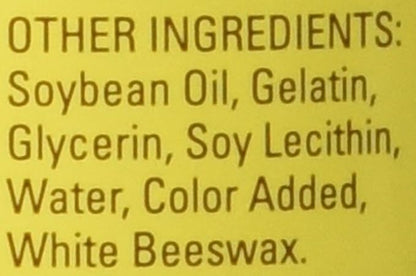 OTHER INGREDIENTS:
Soybean Oil, Gelatin,
Glycerin, Soy Lecithin,
Water, Color Added,
White Beeswax.